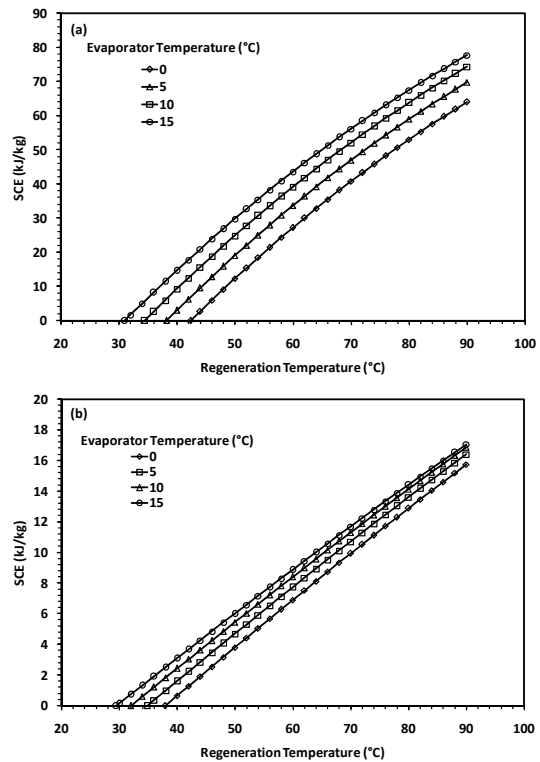 (a)
Evaporator Temperature (°C)
0
5
10
15
SCE (kJ/kg)
90
80
70
60
50
40
30
20
10
0
20 30 40 50 60 70 80 90 100
Regeneration Temperature (°C)
(b)
Evaporator Temperature (°C)
0
5
10
15
SCE (kJ/kg)
20
18
16
14
12
10
8
6
4
2
0
20 30 40 50 60 70 80 90 100
Regeneration Temperature (°C)